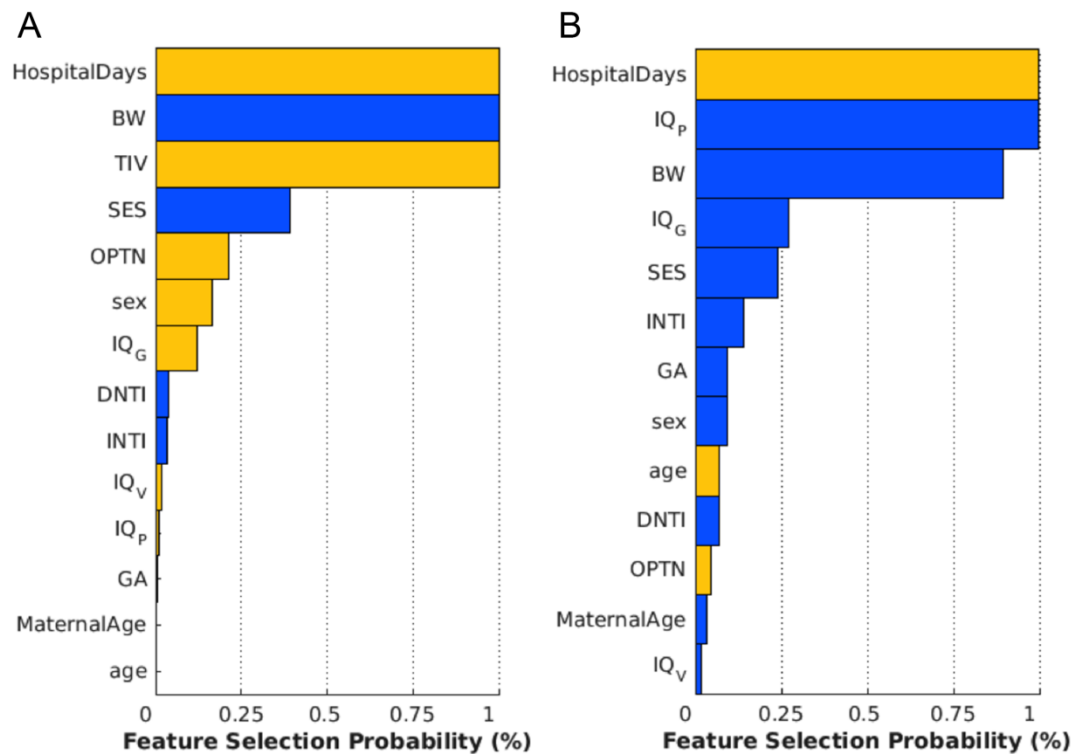 A
HospitalDays
BW
TIV
SES
OPTN
sex
IQG
DNTI
INTI
IQV
IQP
GA
MaternalAge
age
0 0.25 0.5 0.75 1
Feature Selection Probability (%)
B
HospitalDays
IQP
BW
IQG
SES
INTI
GA
sex
age
DNTI
OPTN
MaternalAge
IQV
0 0.25 0.5 0.75 1
Feature Selection Probability (%)